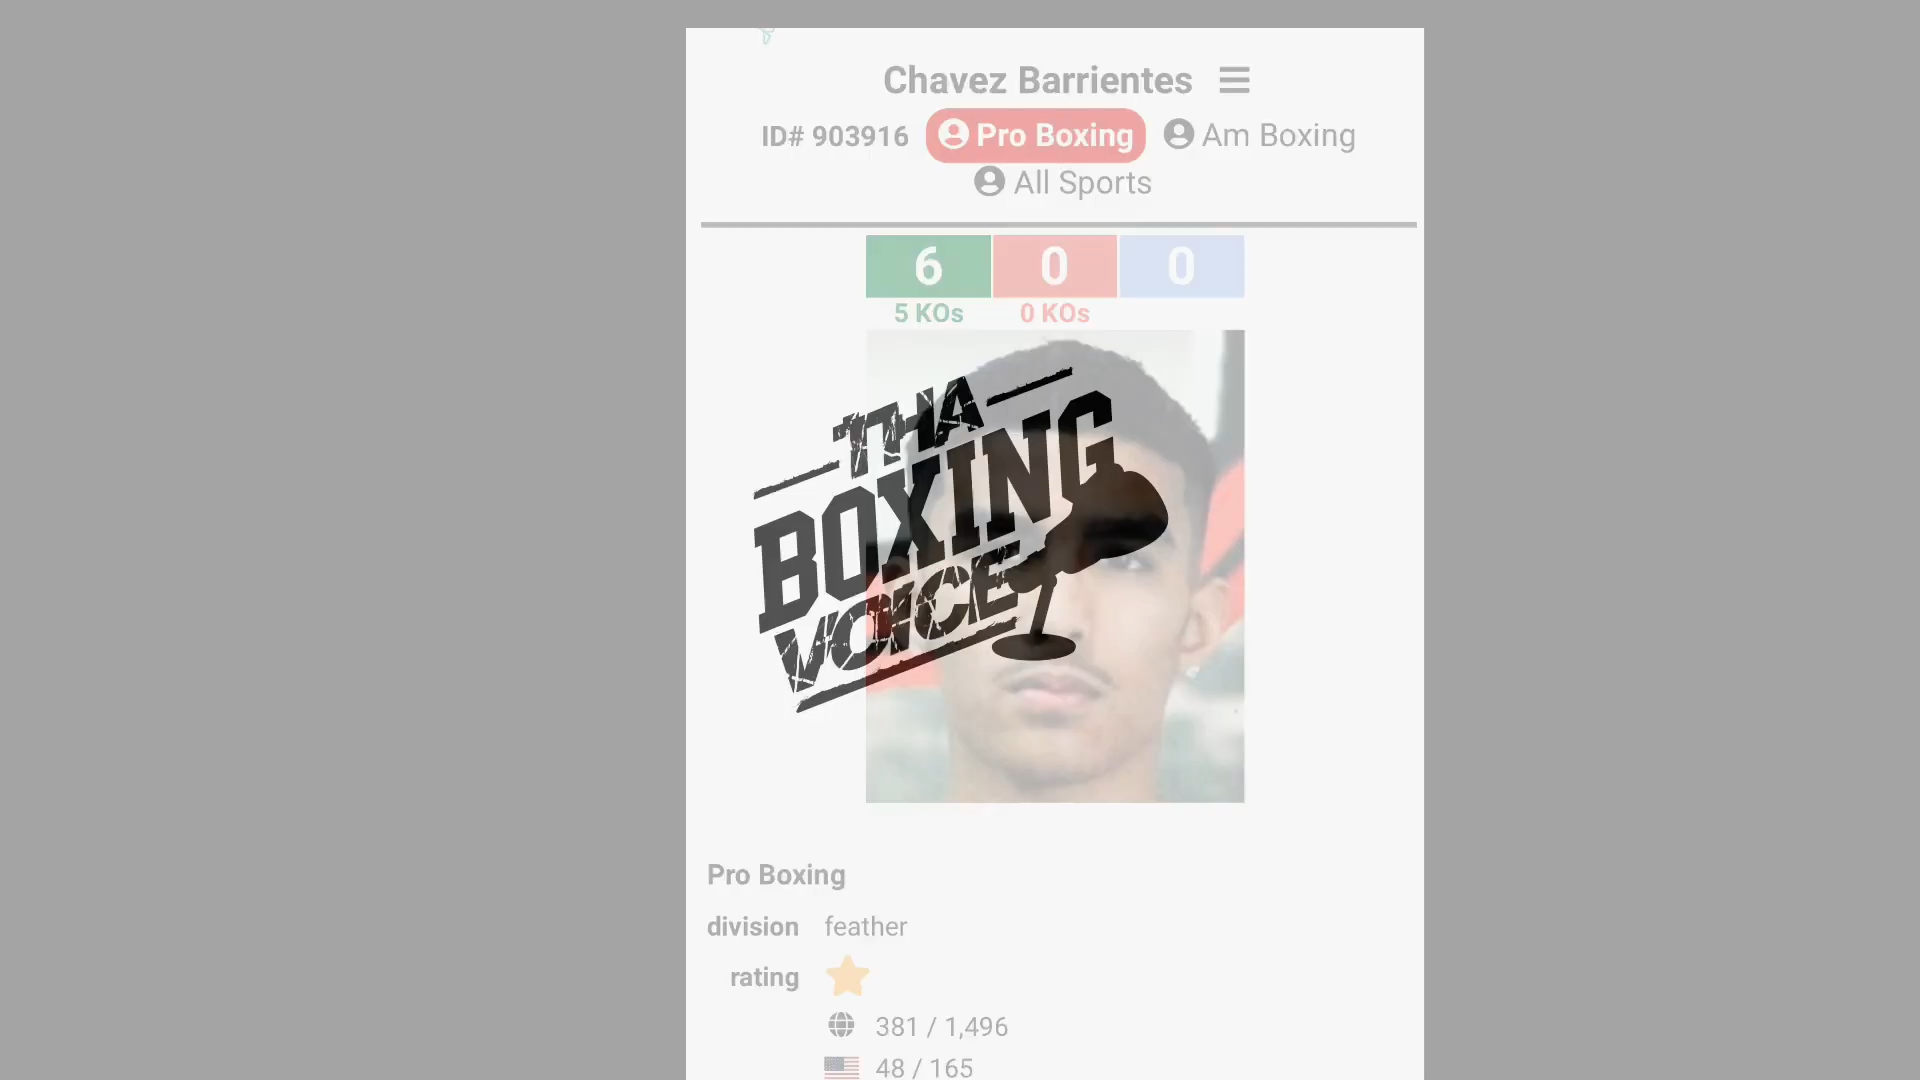 Chavez Barrientes
ID# 903916 Pro Boxing Am Boxing
All Sports
6 0 0
5 KOs 0 KOs
THA
BOXING
VOICE
Pro Boxing
division feather
rating
381 / 1,496
48 / 165